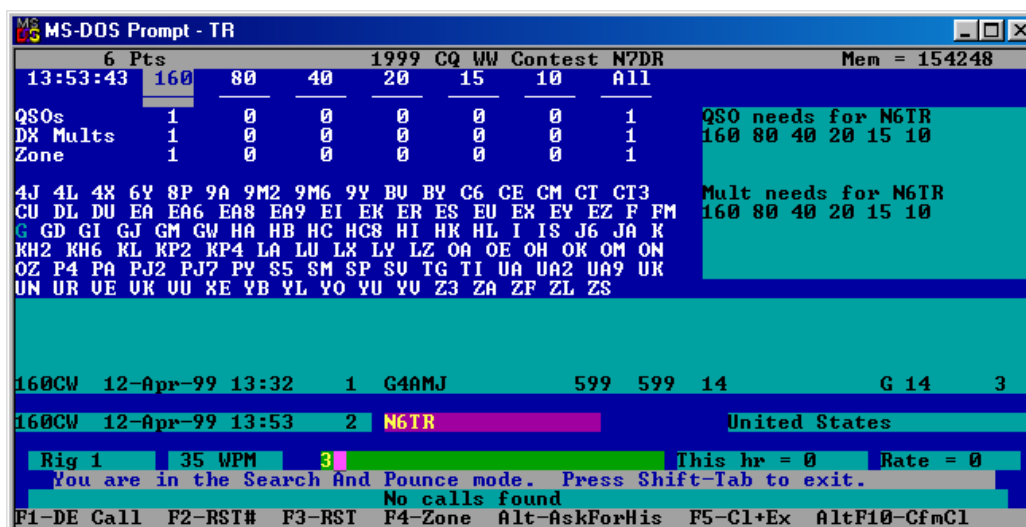 MS-DOS Prompt - TR
6 Pts 1999 CQ WW Contest N7DR Mem = 154248
13:53:43 160 80 40 20 15 10 All
QSOs 1 0 0 0 0 0 1 QSO needs for N6TR
DX Mults 1 0 0 0 0 0 1 160 80 40 20 15 10
Zone 1 0 0 0 0 0 1
4J 4L 4X 6Y 8P 9A 9M2 9M6 9Y BV BY C6 CE CM CT CT3 Mult needs for N6TR
CU DL DU EA EA6 EA8 EA9 EI EK ER ES EU EX EY EZ F FM 160 80 40 20 15 10
G GD GI GJ GM GW HA HB HC HC8 HI HK HL I IS J6 JA K
KH2 KH6 KL KP2 KP4 LA LU LX LY LZ OA OE OH OK OM ON
OZ P4 PA PJ2 PJ7 PY S5 SM SP SV TG TI UA UA2 UA9 UK
UN UR VE VK VU XE YB YL YO YU YV Z3 ZA ZF ZL ZS
160CW 12-Apr-99 13:32 1 G4AMJ 599 599 14 G 14 3
160CW 12-Apr-99 13:53 2 N6TR United States
Rig 1 35 WPM 3 This hr = 0 Rate = 0
You are in the Search And Pounce mode. Press Shift-Tab to exit.
No calls found
F1-DE Call F2-RST# F3-RST F4-Zone Alt-AskForHis F5-Cl+Ex AltF10-CfmCl